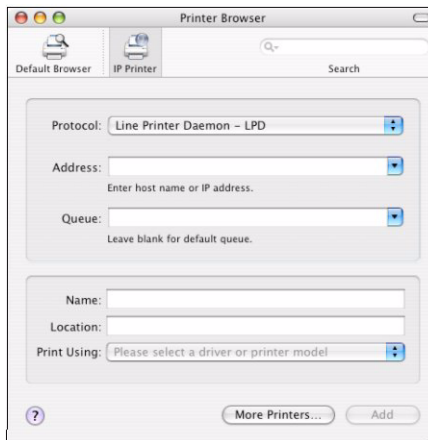 Printer Browser
Default Browser
IP Printer
Search
Protocol: Line Printer Daemon – LPD
Address:
Enter host name or IP address.
Queue:
Leave blank for default queue.
Name:
Location:
Print Using: Please select a driver or printer model
? More Printers... Add